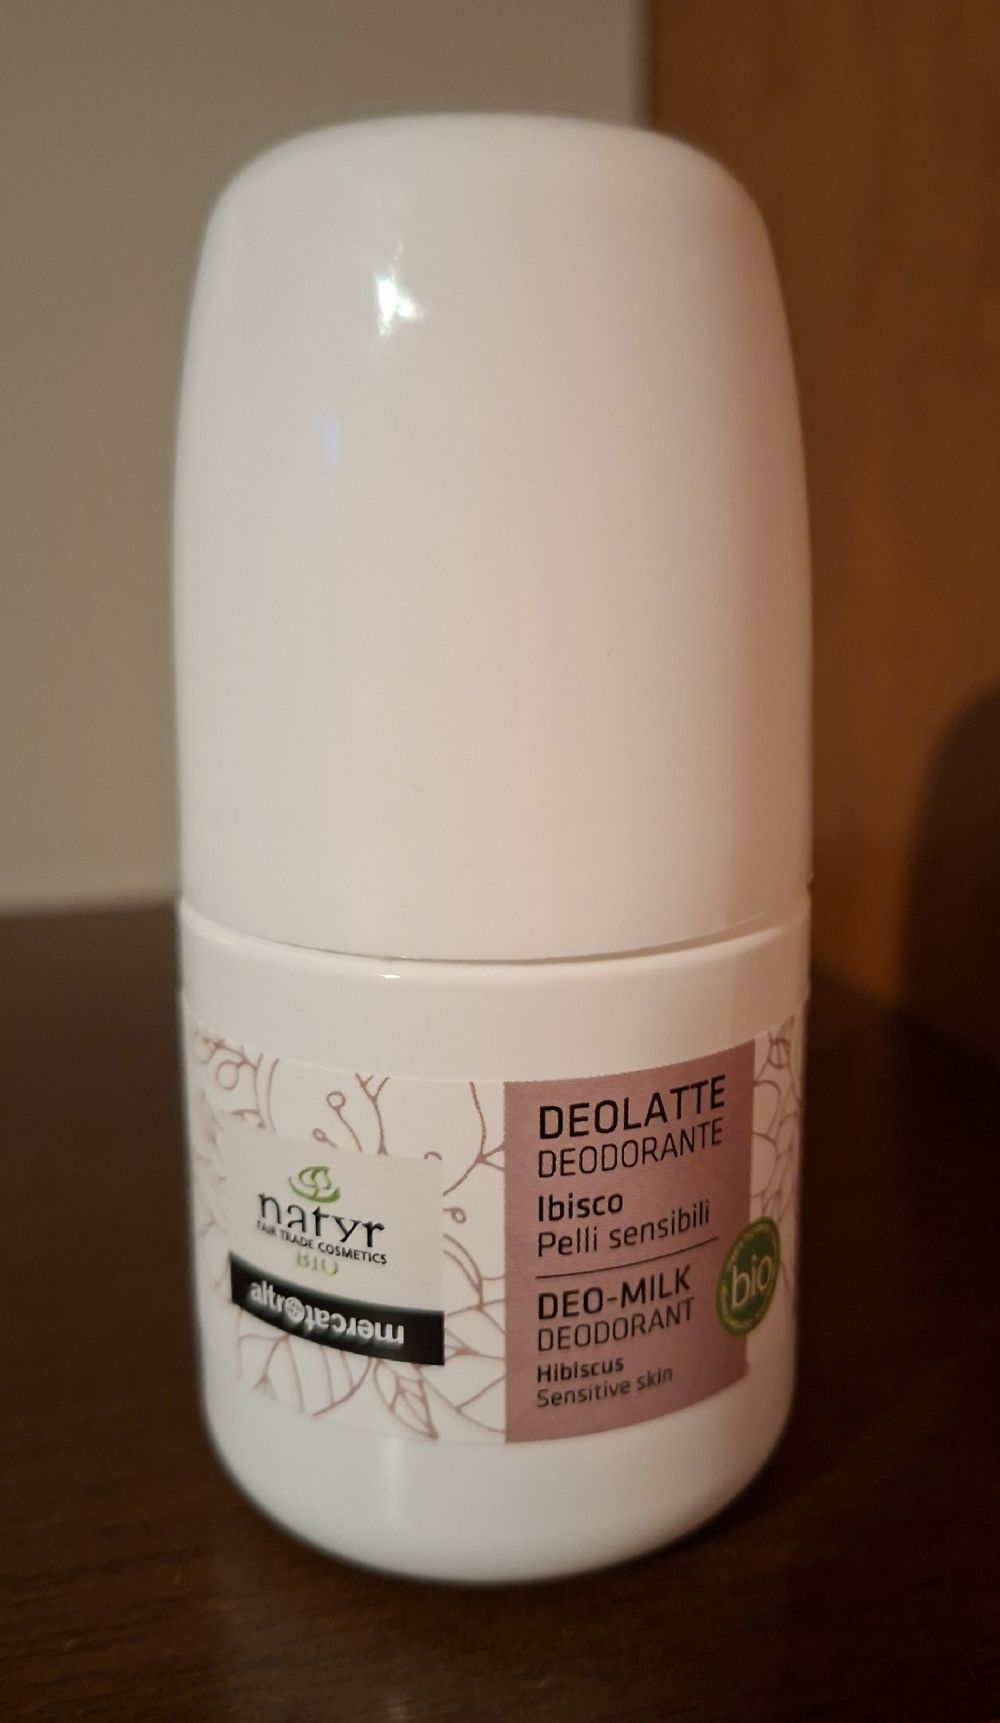 natyr
FAIR TRADE COSMETICS
BIO
altromercato
DEOLATTE
DEODORANTE
Ibisco
Pelli sensibili
DEO-MILK
DEODORANT
Hibiscus
Sensitive skin
bio